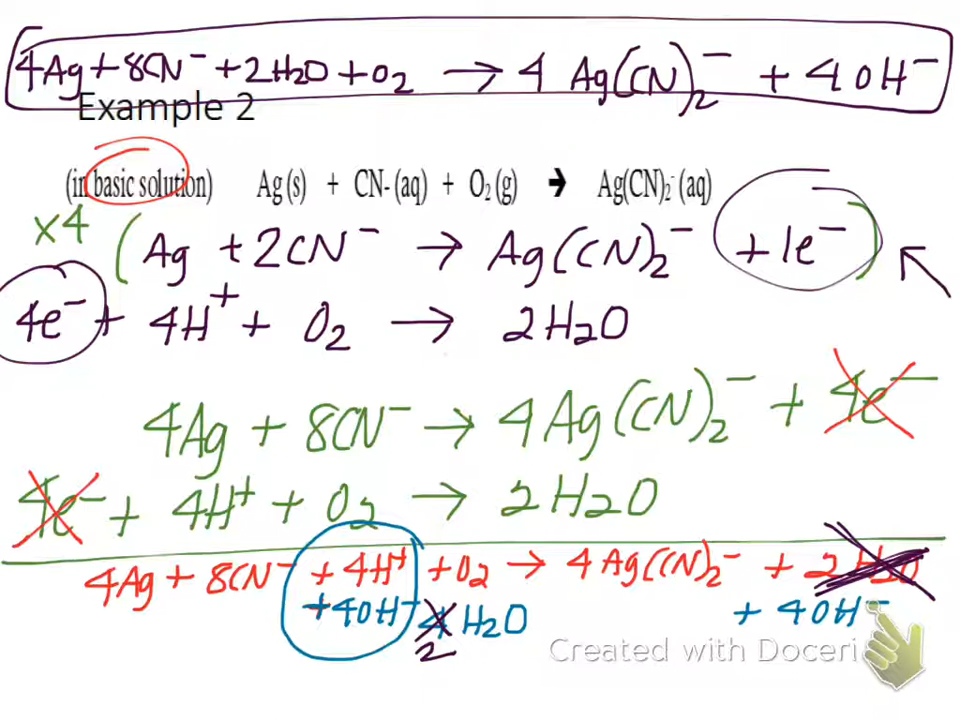 4Ag + 8CN⁻ + 2H₂O + O₂ → 4 Ag(CN)₂⁻ + 4OH⁻
Example 2
(in basic solution) Ag (s) + CN- (aq) + O₂ (g) → Ag(CN)₂⁻ (aq)
x4 (Ag + 2CN⁻ → Ag(CN)₂⁻ + 1e⁻)
4e⁻ + 4H⁺ + O₂ → 2H₂O
4Ag + 8CN⁻ → 4Ag(CN)₂⁻ + 4e⁻
4e⁻ + 4H⁺ + O₂ → 2H₂O
4Ag + 8CN⁻ + 4H⁺ + O₂ → 4Ag(CN)₂⁻ + 2H₂O
+4OH⁻ 4 H₂O + 4OH⁻
2
Created with Doceri